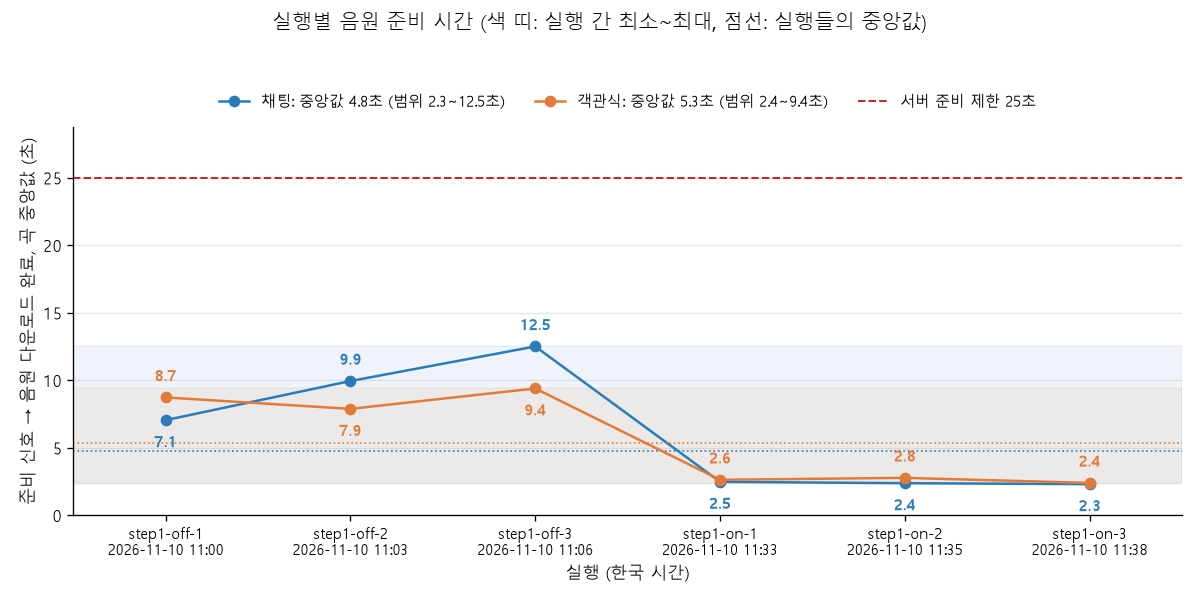 실행별 음원 준비 시간 (색 띠: 실행 간 최소~최대, 점선: 실행들의 중앙값)
채팅: 중앙값 4.8초 (범위 2.3~12.5초)
객관식: 중앙값 5.3초 (범위 2.4~9.4초)
서버 준비 제한 25초
준비 신호 → 음원 다운로드 완료, 곡 중앙값 (초)
25
20
15
10
5
0
8.7
7.1
9.9
7.9
12.5
9.4
2.6
2.5
2.8
2.4
2.4
2.3
step1-off-1
2026-11-10 11:00
step1-off-2
2026-11-10 11:03
step1-off-3
2026-11-10 11:06
step1-on-1
2026-11-10 11:33
step1-on-2
2026-11-10 11:35
step1-on-3
2026-11-10 11:38
실행 (한국 시간)